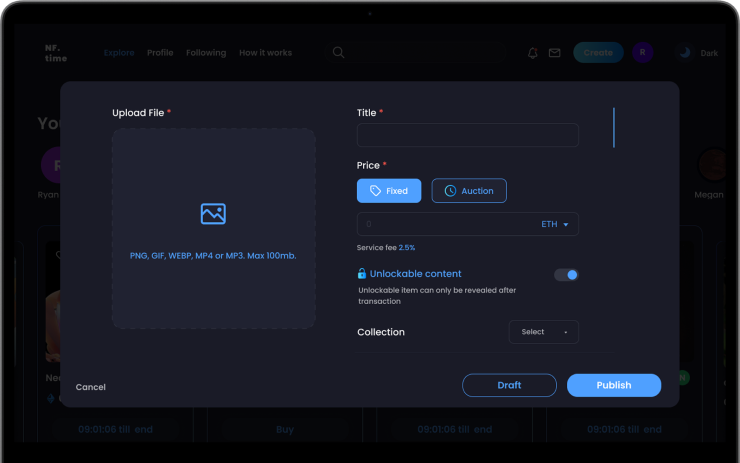 NF.
time
Explore Profile Following How it works
Create R Dark
You
Upload File *
PNG, GIF, WEBP, MP4 or MP3. Max 100mb.
Title *
Price *
Fixed Auction
0 ETH
Service fee 2.5%
Unlockable content
Unlockable item can only be revealed after
transaction
Collection Select
Cancel Draft Publish
Ryan
Megan
Nee
N
09:01:06 till end
Buy
09:01:06 till end
09:01:06 till end